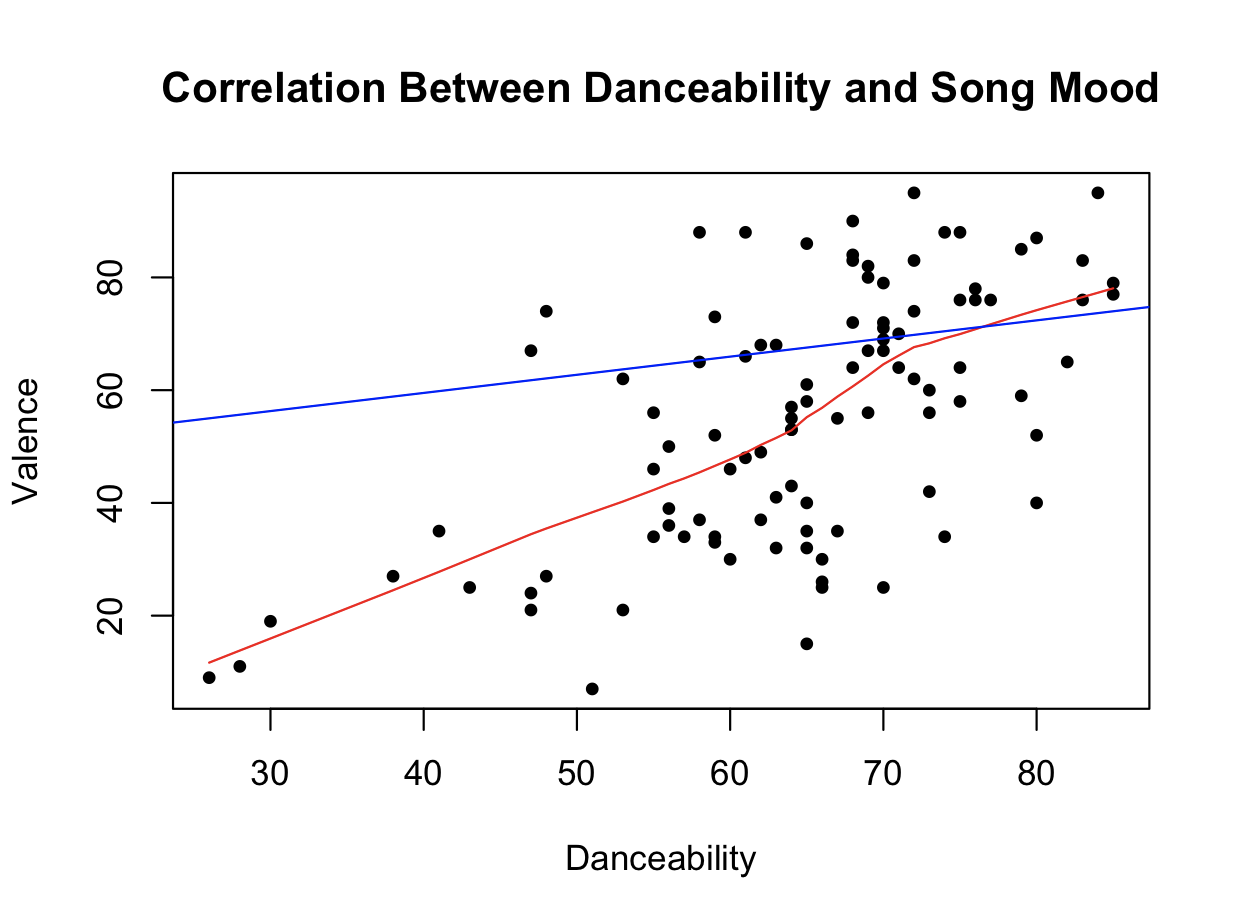 Correlation Between Danceability and Song Mood
Valence
80
60
40
20
30 40 50 60 70 80
Danceability